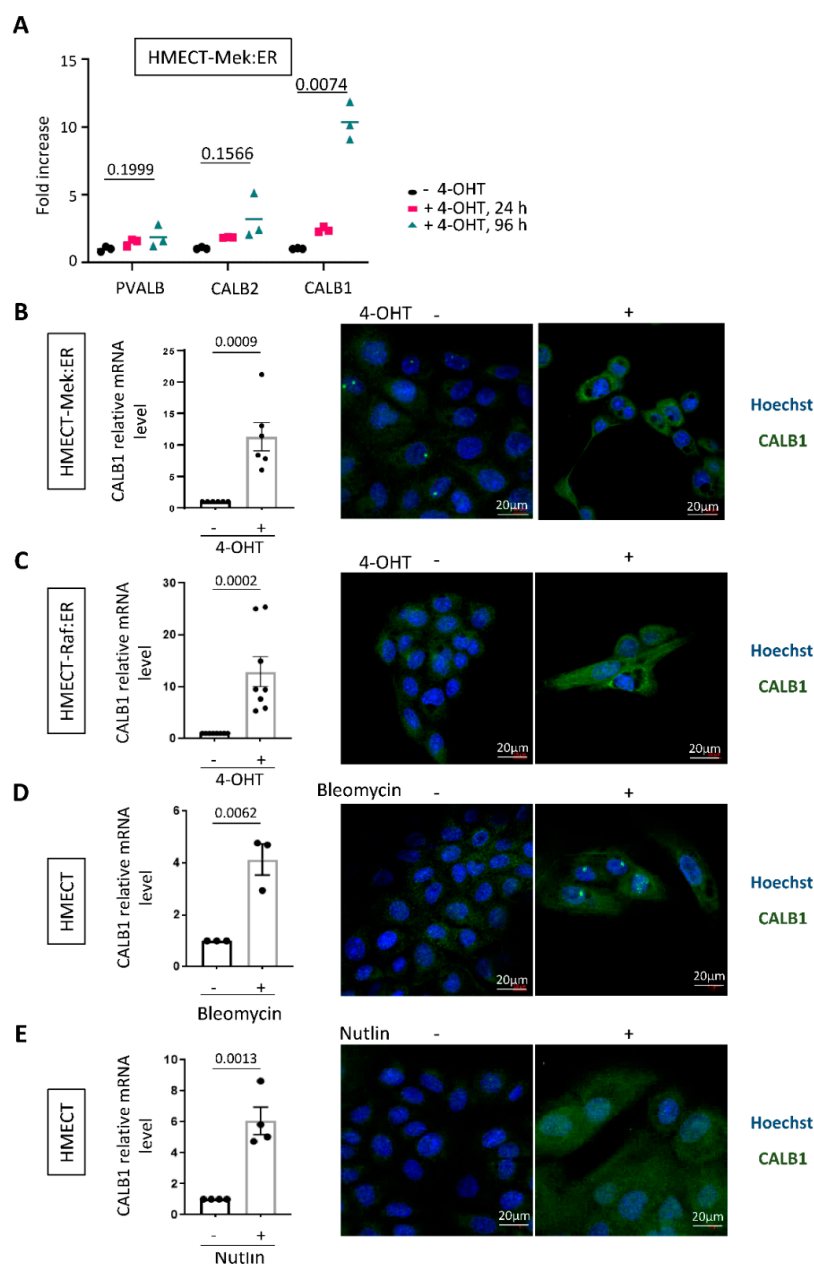 A
HMECT-Mek:ER
Fold increase
15
10
5
0
0.1999
0.1566
0.0074
PVALB
CALB2
CALB1
- 4-OHT
+ 4-OHT, 24 h
+ 4-OHT, 96 h
B
HMECT-Mek:ER
CALB1 relative mRNA
level
25
20
15
10
5
0
0.0009
- +
4-OHT
4-OHT - +
20µm
20µm
Hoechst
CALB1
C
HMECT-Raf:ER
CALB1 relative mRNA
level
30
20
10
0
0.0002
- +
4-OHT
4-OHT - +
20µm
20µm
Hoechst
CALB1
D
HMECT
CALB1 relative mRNA
level
6
4
2
0
0.0062
- +
Bleomycin
Bleomycin - +
20µm
20µm
Hoechst
CALB1
E
HMECT
CALB1 relative mRNA
level
10
8
6
4
2
0
0.0013
- +
Nutlin
Nutlin - +
20µm
20µm
Hoechst
CALB1